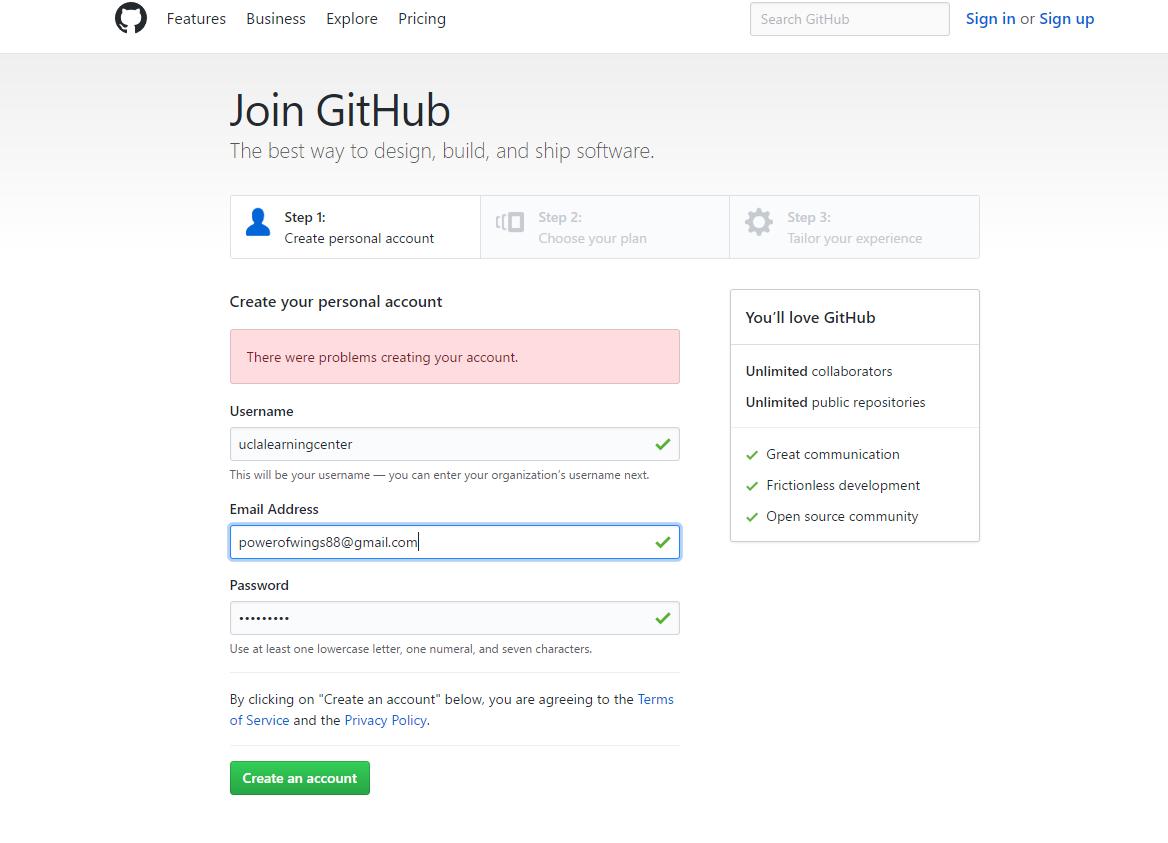 Features Business Explore Pricing Search GitHub Sign in or Sign up
Join GitHub
The best way to design, build, and ship software.
Step 1:
Create personal account
Step 2:
Choose your plan
Step 3:
Tailor your experience
Create your personal account
There were problems creating your account.
Username
uclalearningcenter
This will be your username — you can enter your organization's username next.
Email Address
powerofwings88@gmail.com
Password
•••••••••
Use at least one lowercase letter, one numeral, and seven characters.
By clicking on "Create an account" below, you are agreeing to the Terms
of Service and the Privacy Policy.
Create an account
You'll love GitHub
Unlimited collaborators
Unlimited public repositories
Great communication
Frictionless development
Open source community